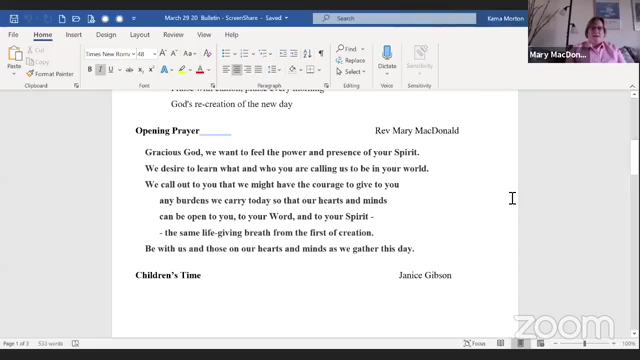 March 29 20 Bulletin - ScreenShare - Saved
Search
Kama Morton
File Home Insert Draw Design Layout References Mailings Review View Help
Share Comments
Cut
Copy
Format Painter
Times New Roma 48
Find
Replace
Select
Dictate
Sensitivity
Clipboard Font Paragraph Styles Editing Voice Sensitivity
Mary MacDon...
God's re-creation of the new day
Opening Prayer Rev Mary MacDonald
Gracious God, we want to feel the power and presence of your Spirit.
We desire to learn what and who you are calling us to be in your world.
We call out to you that we might have the courage to give to you
any burdens we carry today so that our hearts and minds
can be open to you, to your Word, and to your Spirit -
- the same life-giving breath from the first of creation.
Be with us and those on our hearts and minds as we gather this day.
Children's Time Janice Gibson
Page 1 of 3 533 words
Focus
100%
zoom